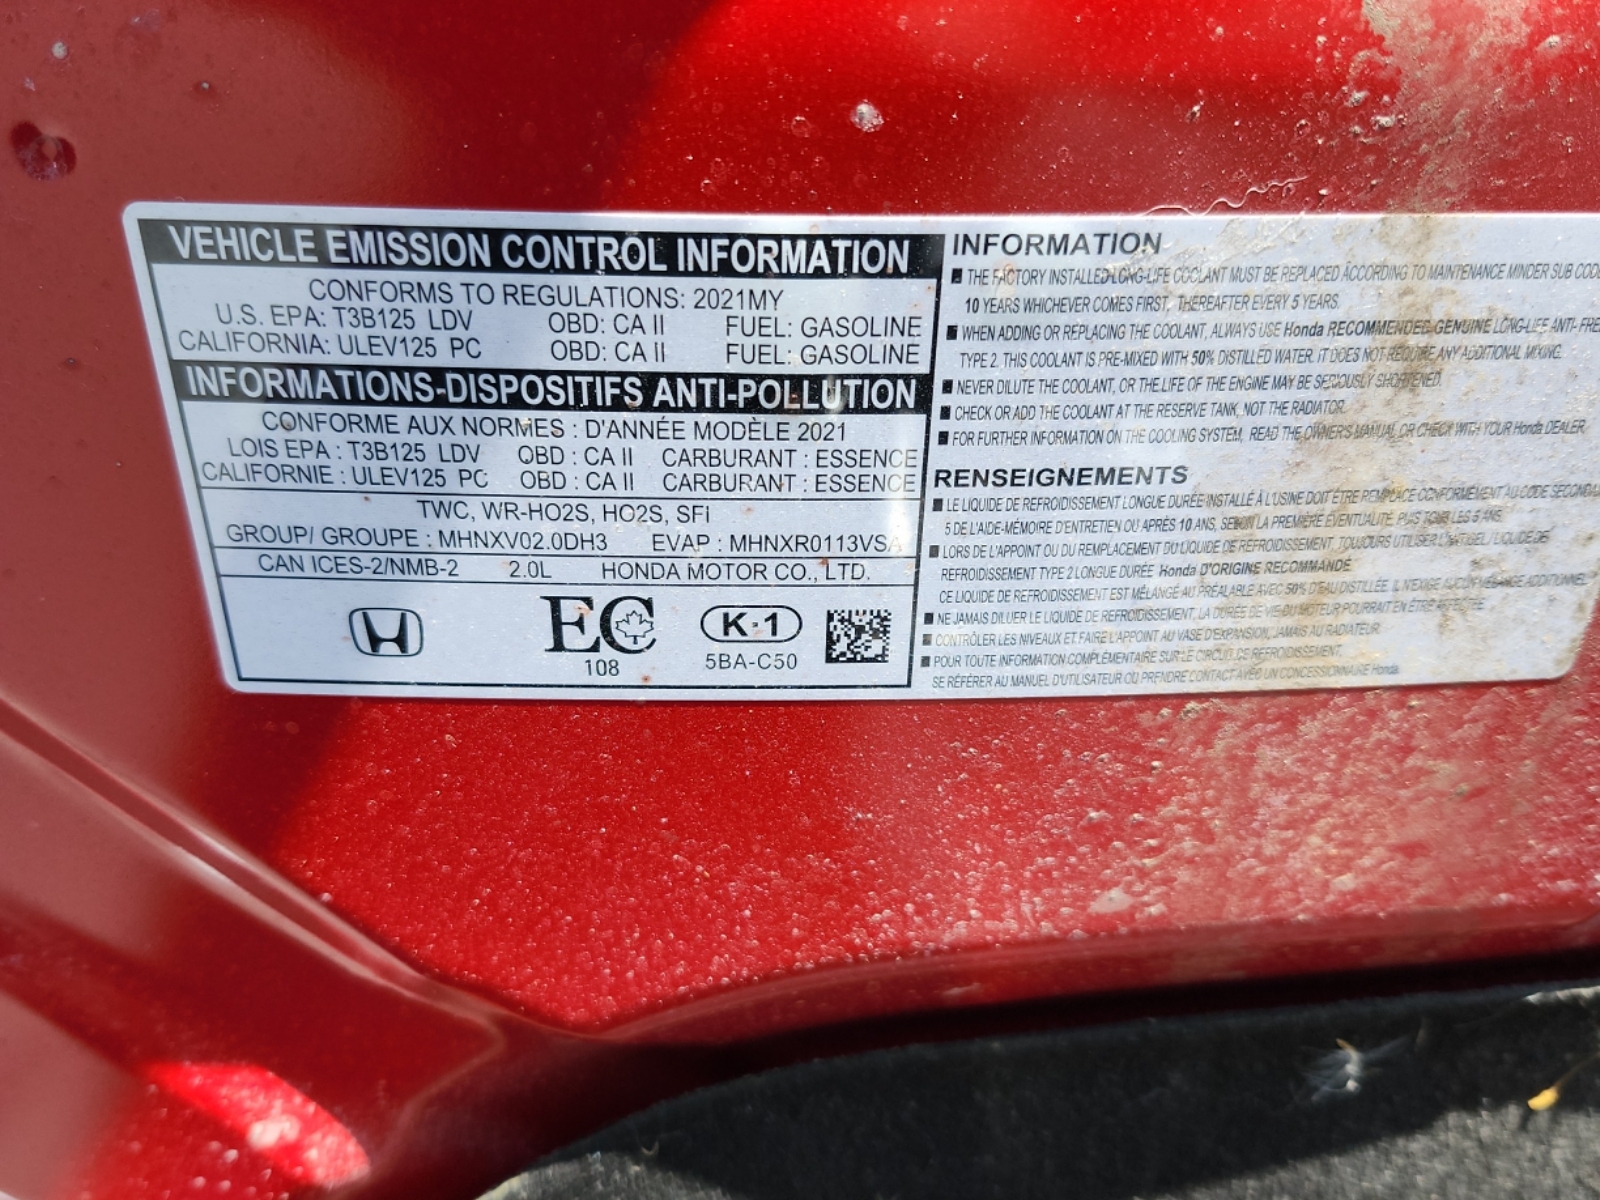 VEHICLE EMISSION CONTROL INFORMATION
CONFORMS TO REGULATIONS: 2021MY
U.S. EPA: T3B125 LDV OBD: CA II FUEL: GASOLINE
CALIFORNIA: ULEV125 PC OBD: CA II FUEL: GASOLINE
INFORMATIONS-DISPOSITIFS ANTI-POLLUTION
CONFORME AUX NORMES : D'ANNÉE MODÈLE 2021
LOIS EPA : T3B125 LDV OBD : CA II CARBURANT : ESSENCE
CALIFORNIE : ULEV125 PC OBD : CA II CARBURANT : ESSENCE
TWC, WR-HO2S, HO2S, SFi
GROUP/ GROUPE : MHNXV02.0DH3 EVAP : MHNXR0113VSA
CAN ICES-2/NMB-2 2.0L HONDA MOTOR CO., LTD.
EC K-1
108 5BA-C50
INFORMATION
■ THE FACTORY INSTALLED LONG-LIFE COOLANT MUST BE REPLACED ACCORDING TO MAINTENANCE MINDER SUB CODE
10 YEARS WHICHEVER COMES FIRST, THEREAFTER EVERY 5 YEARS.
■ WHEN ADDING OR REPLACING THE COOLANT, ALWAYS USE Honda RECOMMENDED GENUINE LONG-LIFE ANTI-FRE
TYPE 2. THIS COOLANT IS PRE-MIXED WITH 50% DISTILLED WATER. IT DOES NOT REQUIRE ANY ADDITIONAL MIXING.
■ NEVER DILUTE THE COOLANT, OR THE LIFE OF THE ENGINE MAY BE SERIOUSLY SHORTENED.
■ CHECK OR ADD THE COOLANT AT THE RESERVE TANK, NOT THE RADIATOR.
■ FOR FURTHER INFORMATION ON THE COOLING SYSTEM, READ THE OWNER'S MANUAL OR CHECK WITH YOUR Honda DEALER.
RENSEIGNEMENTS
■ LE LIQUIDE DE REFROIDISSEMENT LONGUE DURÉE INSTALLÉ À L'USINE DOIT ÊTRE REMPLACÉ CONFORMÉMENT AU CODE SECONDA
5 DE L'AIDE-MÉMOIRE D'ENTRETIEN OU APRÈS 10 ANS, SELON LA PREMIÈRE ÉVENTUALITÉ, PUIS TOUS LES 5 ANS.
■ LORS DE L'APPOINT OU DU REMPLACEMENT DU LIQUIDE DE REFROIDISSEMENT, TOUJOURS UTILISER L'ANTIGEL / LIQUIDE DE
REFROIDISSEMENT TYPE 2 LONGUE DURÉE Honda D'ORIGINE RECOMMANDÉ.
CE LIQUIDE DE REFROIDISSEMENT EST MÉLANGÉ AU PRÉALABLE AVEC 50% D'EAU DISTILLÉE. IL N'EXIGE AUCUN MÉLANGE ADDITIONNEL.
■ NE JAMAIS DILUER LE LIQUIDE DE REFROIDISSEMENT, LA DURÉE DE VIE DU MOTEUR POURRAIT EN ÊTRE AFFECTÉE.
■ CONTRÔLER LES NIVEAUX ET FAIRE L'APPOINT AU VASE D'EXPANSION, JAMAIS AU RADIATEUR.
■ POUR TOUTE INFORMATION COMPLÉMENTAIRE SUR LE CIRCUIT DE REFROIDISSEMENT,
SE RÉFÉRER AU MANUEL D'UTILISATEUR OU PRENDRE CONTACT AVEC UN CONCESSIONNAIRE Honda.